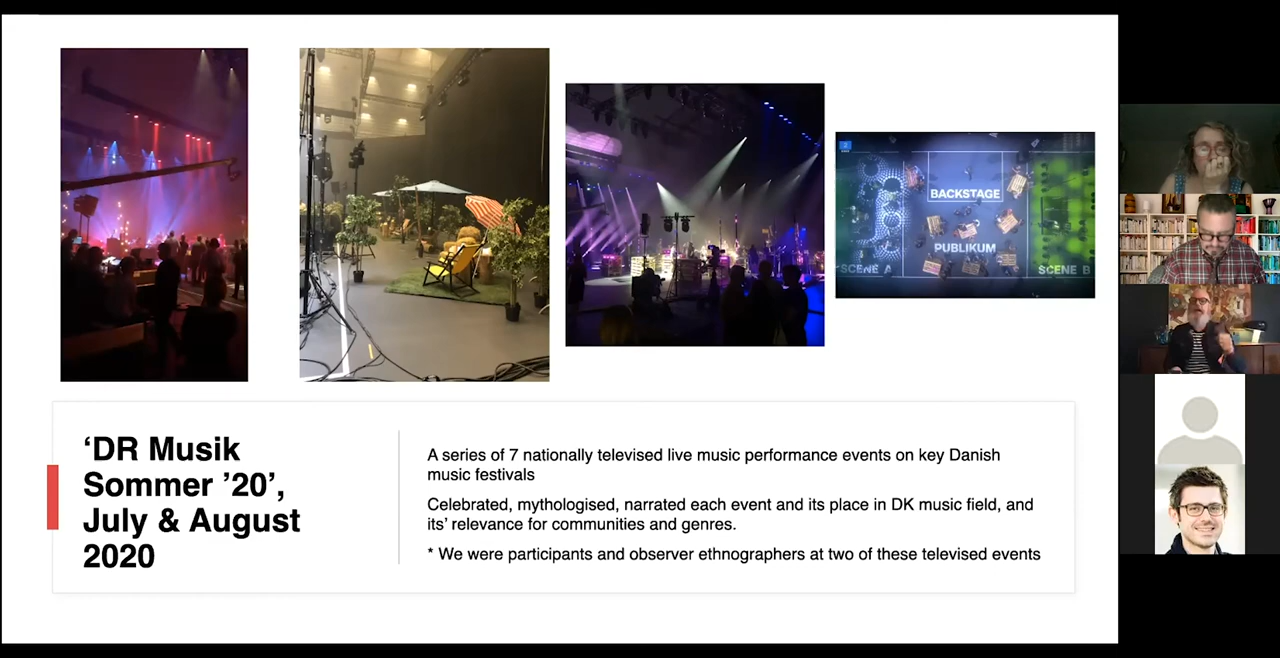 BACKSTAGE
PUBLIKUM
SCENE A
SCENE B
‘DR Musik
Sommer ’20’,
July & August
2020
A series of 7 nationally televised live music performance events on key Danish
music festivals
Celebrated, mythologised, narrated each event and its place in DK music field, and
its’ relevance for communities and genres.
* We were participants and observer ethnographers at two of these televised events